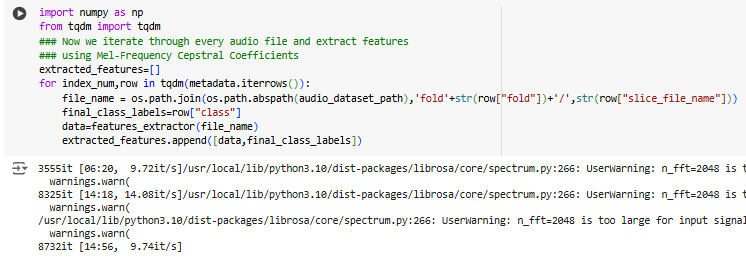 import numpy as np
from tqdm import tqdm
### Now we iterate through every audio file and extract features
### using Mel-Frequency Cepstral Coefficients
extracted_features=[]
for index_num,row in tqdm(metadata.iterrows()):
    file_name = os.path.join(os.path.abspath(audio_dataset_path),'fold'+str(row["fold"])+'/',str(row["slice_file_name"]))
    final_class_labels=row["class"]
    data=features_extractor(file_name)
    extracted_features.append([data,final_class_labels])
3555it [06:20,  9.72it/s]/usr/local/lib/python3.10/dist-packages/librosa/core/spectrum.py:266: UserWarning: n_fft=2048 is
  warnings.warn(
8325it [14:18, 14.08it/s]/usr/local/lib/python3.10/dist-packages/librosa/core/spectrum.py:266: UserWarning: n_fft=2048 is
  warnings.warn(
/usr/local/lib/python3.10/dist-packages/librosa/core/spectrum.py:266: UserWarning: n_fft=2048 is too large for input signal
  warnings.warn(
8732it [14:56,  9.74it/s]